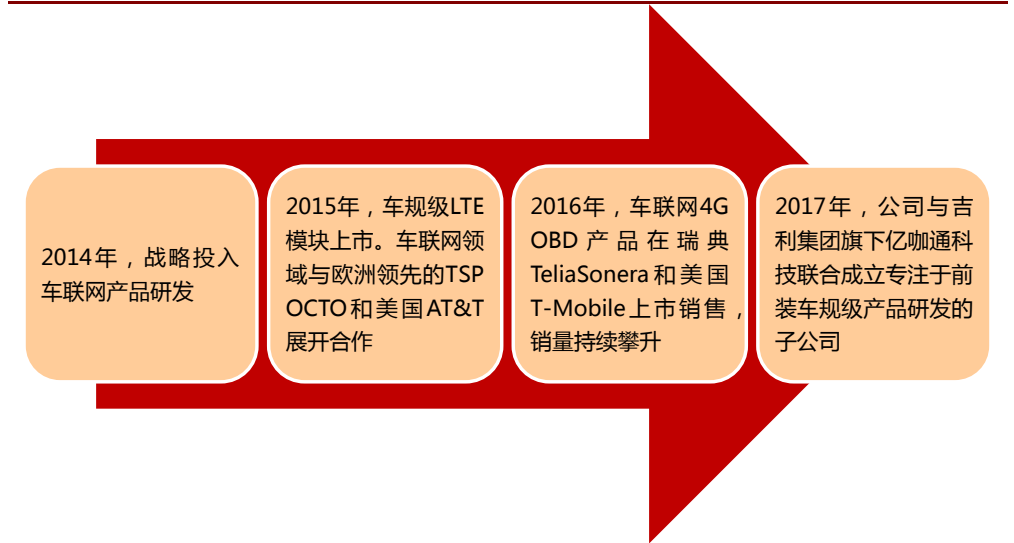 2014年，战略投入
车联网产品研发
2015年，车规级LTE
模块上市。车联网领
域与欧洲领先的TSP
OCTO和美国AT&T
展开合作
2016年，车联网4G
OBD产品在瑞典
TeliaSonera和美国
T-Mobile上市销售，
销量持续攀升
2017年，公司与吉
利集团旗下亿咖通科
技联合成立专注于前
装车规级产品研发的
子公司